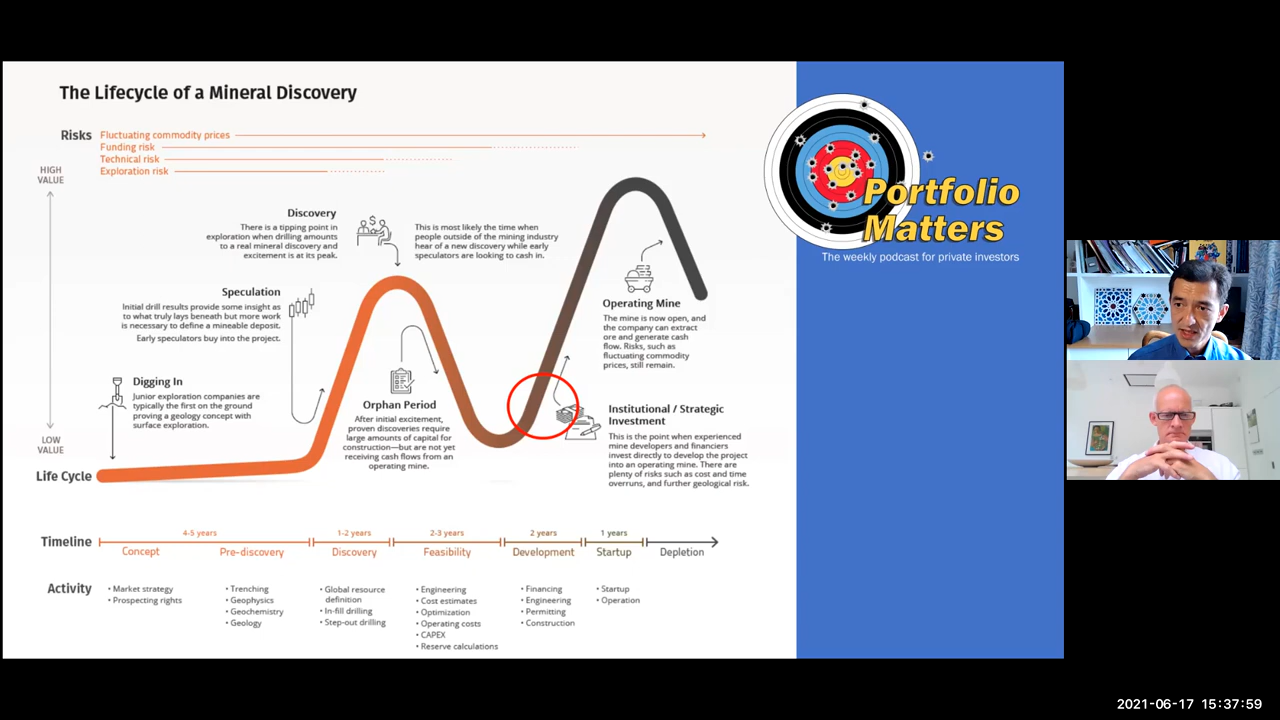 The Lifecycle of a Mineral Discovery
Risks
Fluctuating commodity prices
Funding risk
Technical risk
Exploration risk
HIGH
VALUE
LOW
VALUE
Discovery
There is a tipping point in
exploration when drilling amounts
to a real mineral discovery and
excitement is at its peak.
This is most likely the time when
people outside of the mining industry
hear of a new discovery while early
speculators are looking to cash in.
Speculation
Initial drill results provide some insight as
to what truly lays beneath but more work
is necessary to define a mineable deposit.
Early speculators buy into the project.
Digging In
Junior exploration companies are
typically the first on the ground
proving a geology concept with
surface exploration.
Orphan Period
After initial excitement,
proven discoveries require
large amounts of capital for
construction—but are not yet
receiving cash flows from an
operating mine.
Operating Mine
The mine is now open, and
the company can extract
ore and generate cash
flow. Risks, such as
fluctuating commodity
prices, still remain.
Institutional / Strategic
Investment
This is the point when experienced
mine developers and financiers
invest directly to develop the project
into an operating mine. There are
plenty of risks such as cost and time
overruns, and further geological risk.
Life Cycle
Timeline
4-5 years
1-2 years
2-3 years
2 years
1 years
Concept
Pre-discovery
Discovery
Feasibility
Development
Startup
Depletion
Activity
• Market strategy
• Prospecting rights
• Trenching
• Geophysics
• Geochemistry
• Geology
• Global resource
definition
• In-fill drilling
• Step-out drilling
• Engineering
• Cost estimates
• Optimization
• Operating costs
• CAPEX
• Reserve calculations
• Financing
• Engineering
• Permitting
• Construction
• Startup
• Operation
Portfolio
Matters
The weekly podcast for private investors
2021-06-17 15:37:59